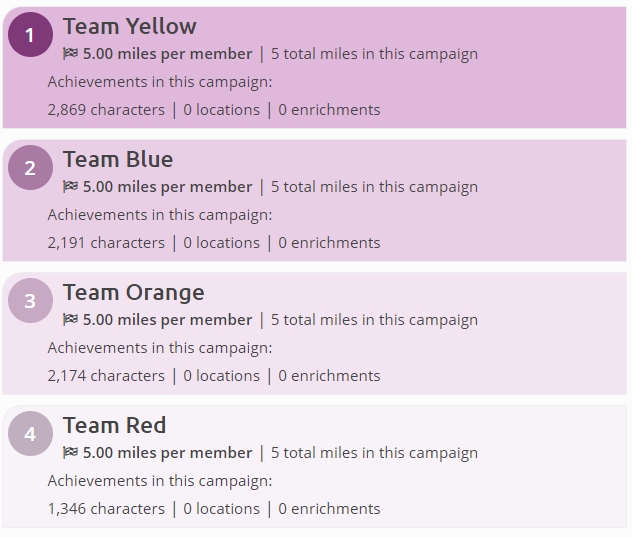 1
Team Yellow
5.00 miles per member | 5 total miles in this campaign
Achievements in this campaign:
2,869 characters | 0 locations | 0 enrichments
2
Team Blue
5.00 miles per member | 5 total miles in this campaign
Achievements in this campaign:
2,191 characters | 0 locations | 0 enrichments
3
Team Orange
5.00 miles per member | 5 total miles in this campaign
Achievements in this campaign:
2,174 characters | 0 locations | 0 enrichments
4
Team Red
5.00 miles per member | 5 total miles in this campaign
Achievements in this campaign:
1,346 characters | 0 locations | 0 enrichments